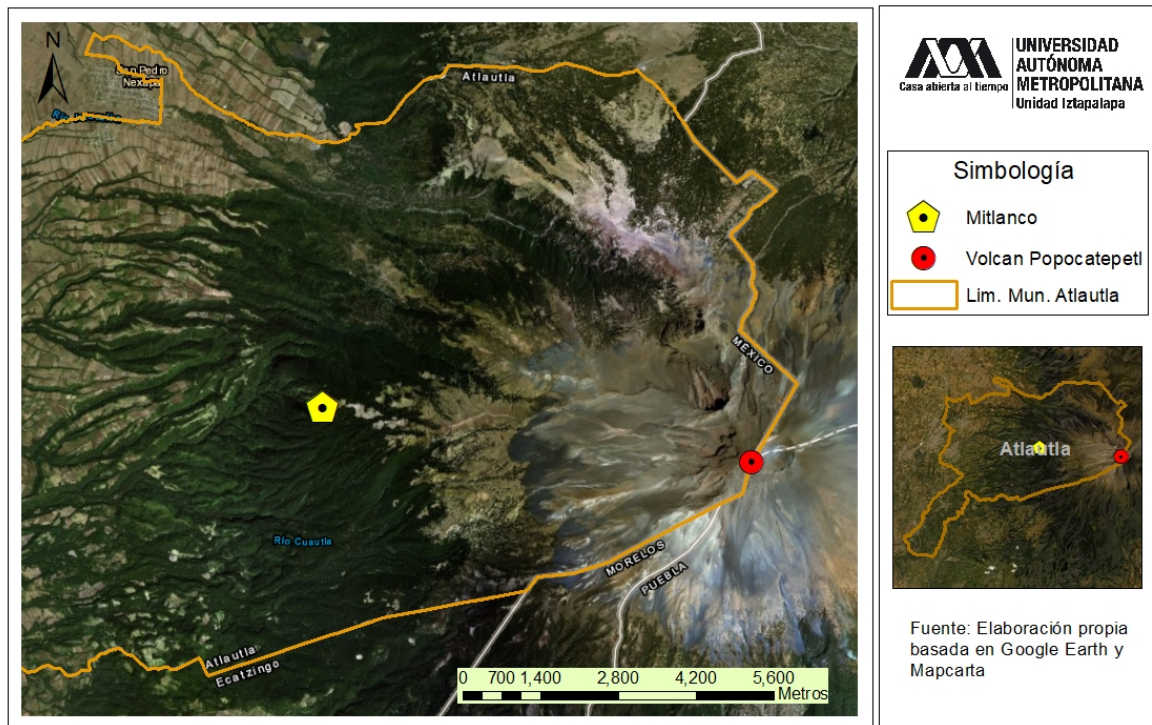 N
San Pedro
Nexapa
Atlautla
MÉXICO
MORELOS
PUEBLA
Río Cuautla
Atlautla
Ecatzingo
0 700 1,400 2,800 4,200 5,600
Metros
Casa abierta al tiempo
UNIVERSIDAD
AUTÓNOMA
METROPOLITANA
Unidad Iztapalapa
Simbología
Mitlanco
Volcan Popocatepetl
Lim. Mun. Atlautla
Atlautla
Fuente: Elaboración propia
basada en Google Earth y
Mapcarta